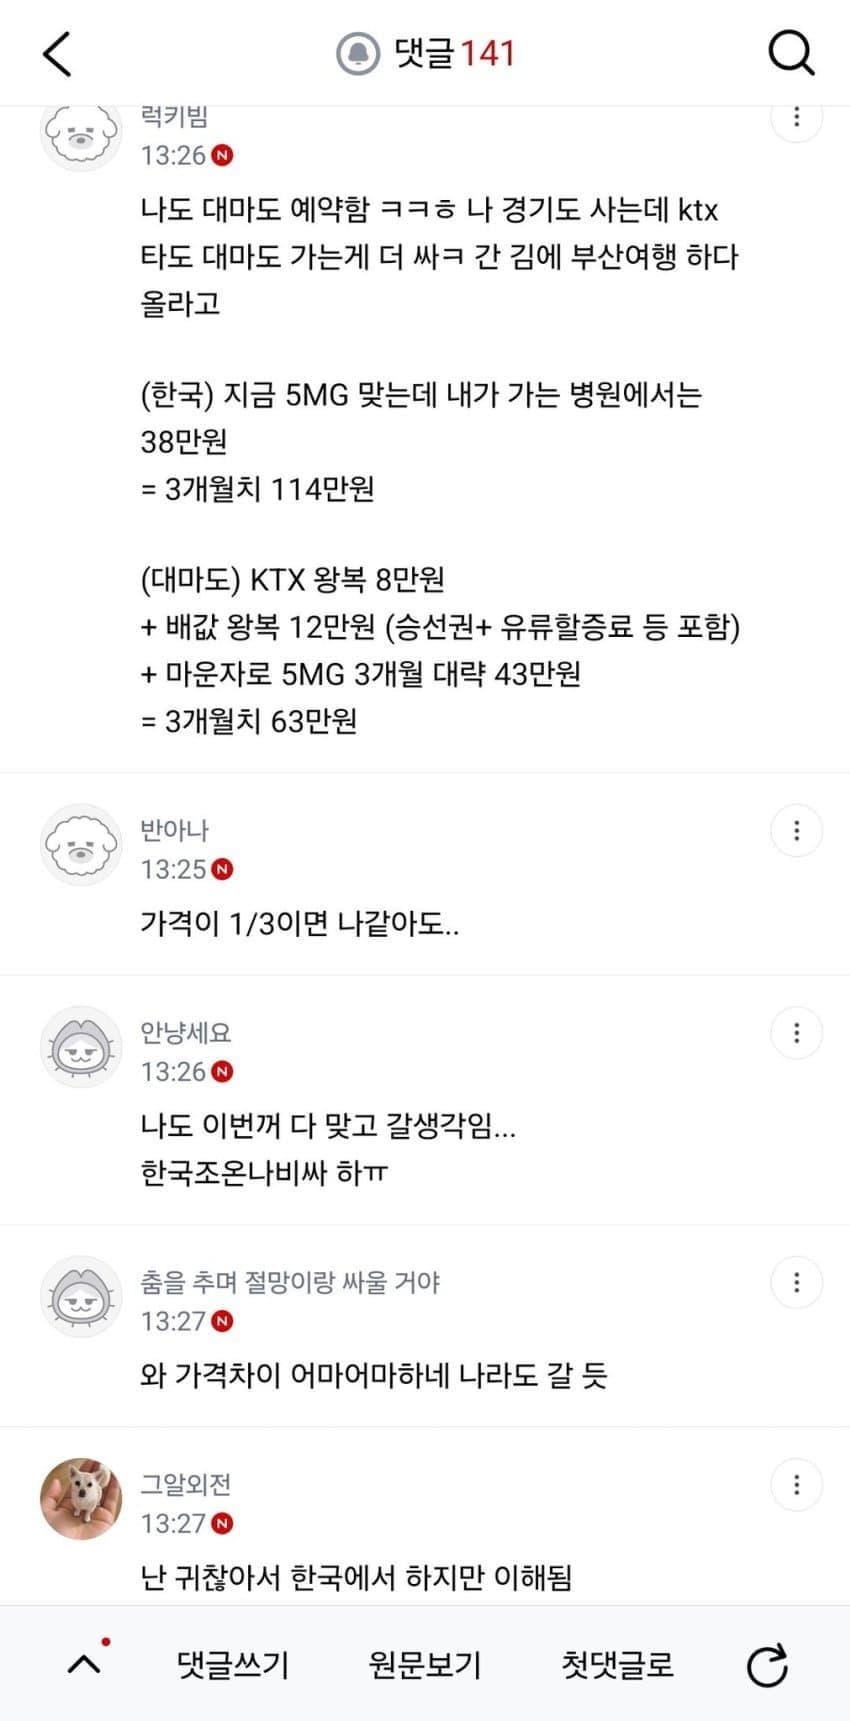 댓글 141
럭키빔
13:26 N
나도 대마도 예약함 ㅋㅋㅎ 나 경기도 사는데 ktx
타도 대마도 가는게 더 싸ㅋ 간 김에 부산여행 하다
올라고
(한국) 지금 5MG 맞는데 내가 가는 병원에서는
38만원
= 3개월치 114만원
(대마도) KTX 왕복 8만원
+ 배값 왕복 12만원 (승선권+ 유류할증료 등 포함)
+ 마운자로 5MG 3개월 대략 43만원
= 3개월치 63만원
반아나
13:25 N
가격이 1/3이면 나같아도..
안냥세요
13:26 N
나도 이번꺼 다 맞고 갈생각임...
한국조온나비싸 하ㅠ
춤을 추며 절망이랑 싸울 거야
13:27 N
와 가격차이 어마어마하네 나라도 갈 듯
그알외전
13:27 N
난 귀찮아서 한국에서 하지만 이해됨
댓글쓰기 원문보기 첫댓글로